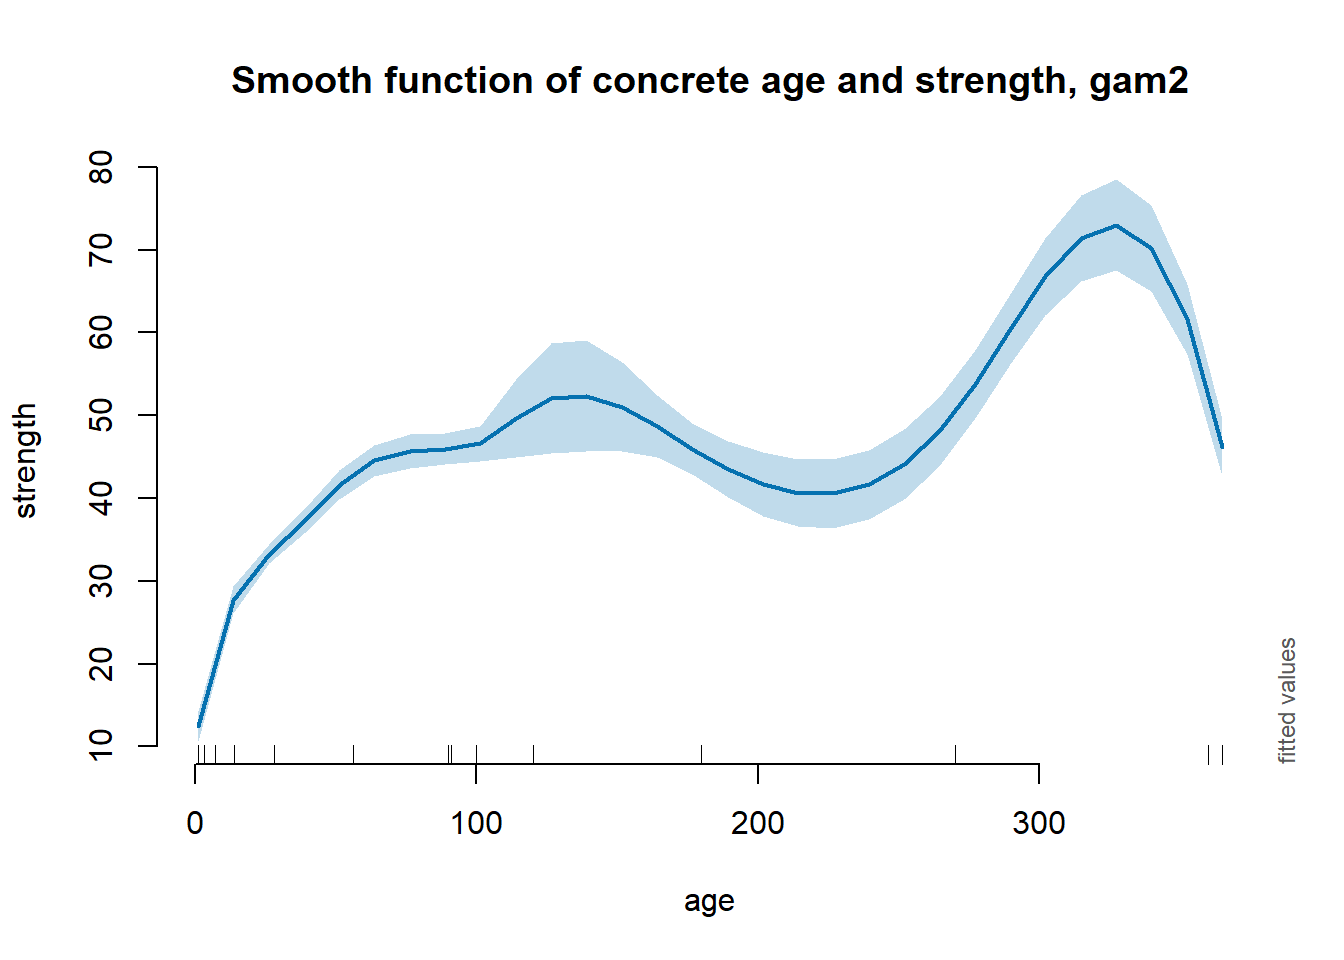 Smooth function of concrete age and strength, gam2
strength
80
70
60
50
40
30
20
10
0 100 200 300
age
fitted values